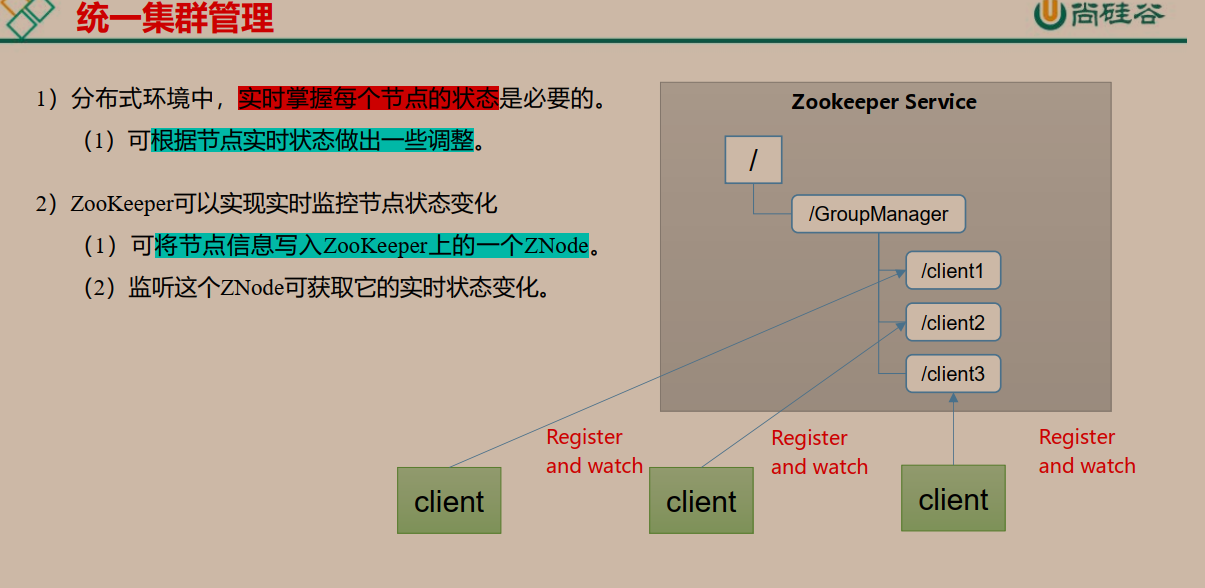 统一集群管理
尚硅谷
1）分布式环境中，实时掌握每个节点的状态是必要的。
（1）可根据节点实时状态做出一些调整。
2）ZooKeeper可以实现实时监控节点状态变化
（1）可将节点信息写入ZooKeeper上的一个ZNode。
（2）监听这个ZNode可获取它的实时状态变化。
Zookeeper Service
/
/GroupManager
/client1
/client2
/client3
Register
and watch
Register
and watch
Register
and watch
client
client
client